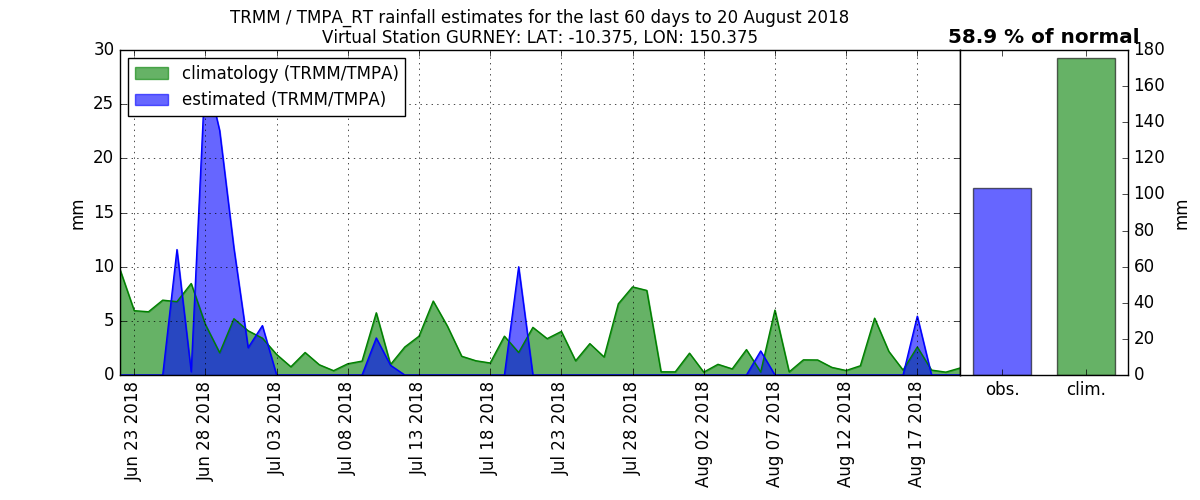 TRMM / TMPA_RT rainfall estimates for the last 60 days to 20 August 2018
Virtual Station GURNEY: LAT: -10.375, LON: 150.375
58.9 % of normal
climatology (TRMM/TMPA)
estimated (TRMM/TMPA)
30
25
20
15
10
5
0
mm
Jun 23 2018
Jun 28 2018
Jul 03 2018
Jul 08 2018
Jul 13 2018
Jul 18 2018
Jul 23 2018
Jul 28 2018
Aug 02 2018
Aug 07 2018
Aug 12 2018
Aug 17 2018
obs.
clim.
180
160
140
120
100
80
60
40
20
0
mm